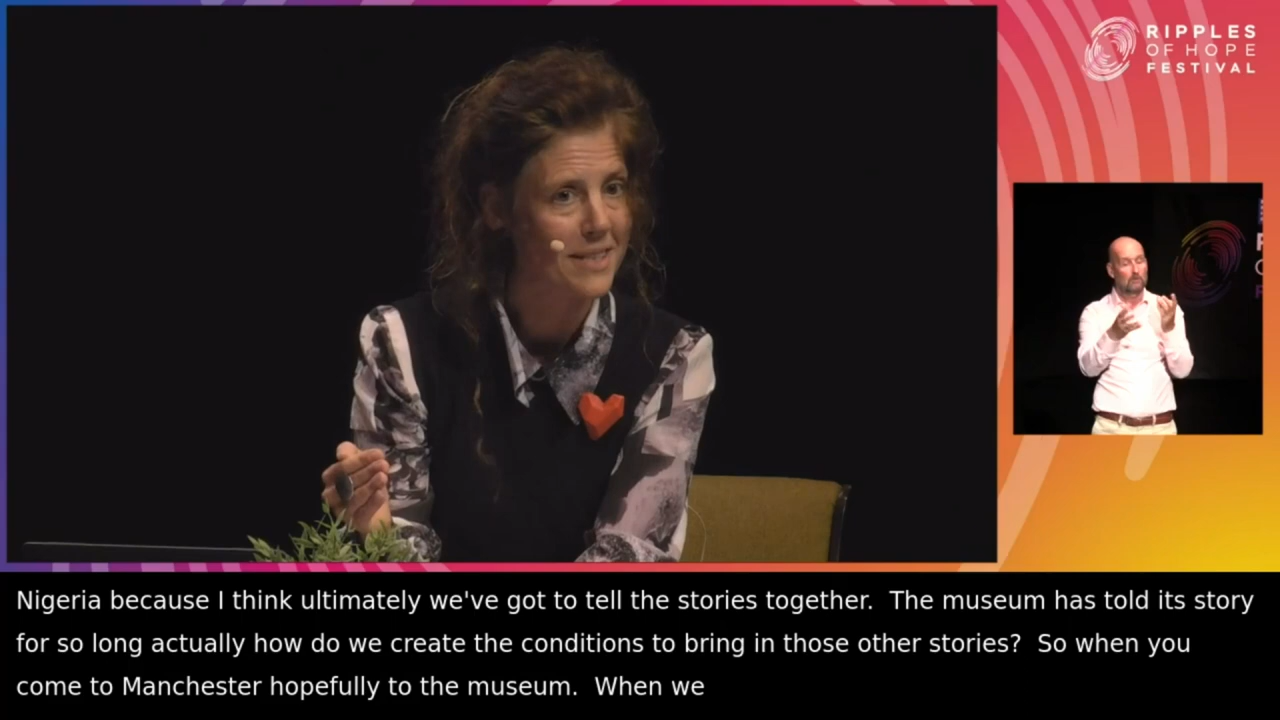 RIPPLES
OF HOPE
FESTIVAL
Nigeria because I think ultimately we've got to tell the stories together.  The museum has told its story
for so long actually how do we create the conditions to bring in those other stories?  So when you
come to Manchester hopefully to the museum.  When we